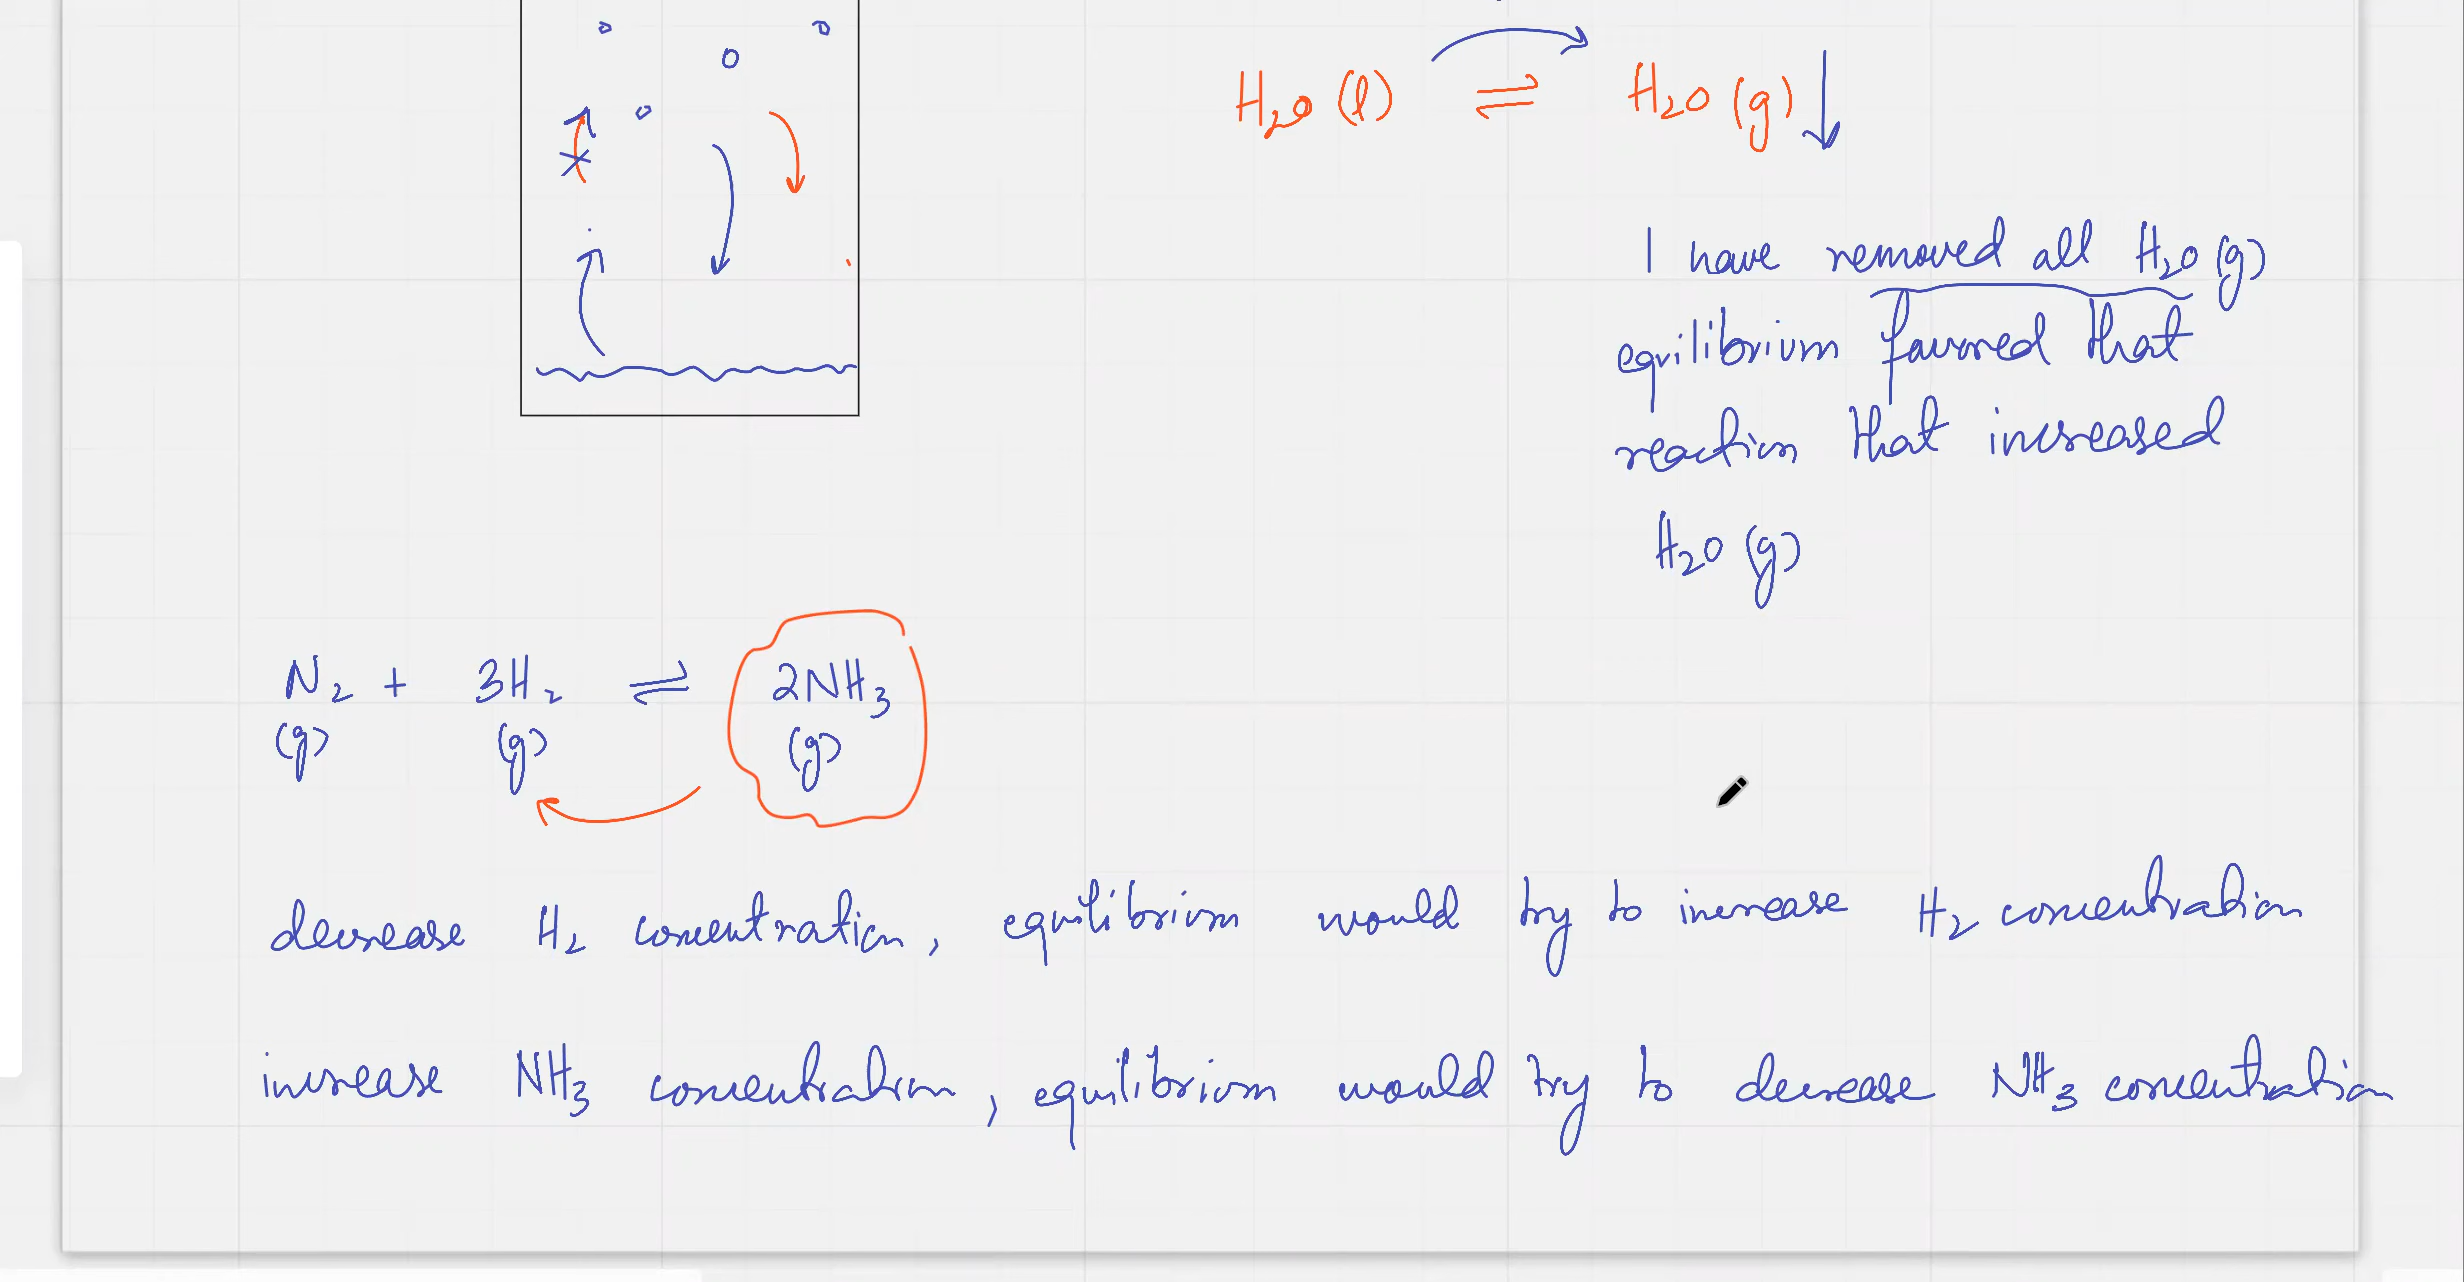 H₂O (l) ⇌ H₂O (g) ↓
I have removed all H₂O (g)
equilibrium favored that
reaction that increased
H₂O (g)
N₂ + 3H₂ ⇌ 2NH₃
(g) (g) (g)
decrease H₂ concentration, equilibrium would try to increase H₂ concentration
increase NH₃ concentration, equilibrium would try to decrease NH₃ concentration